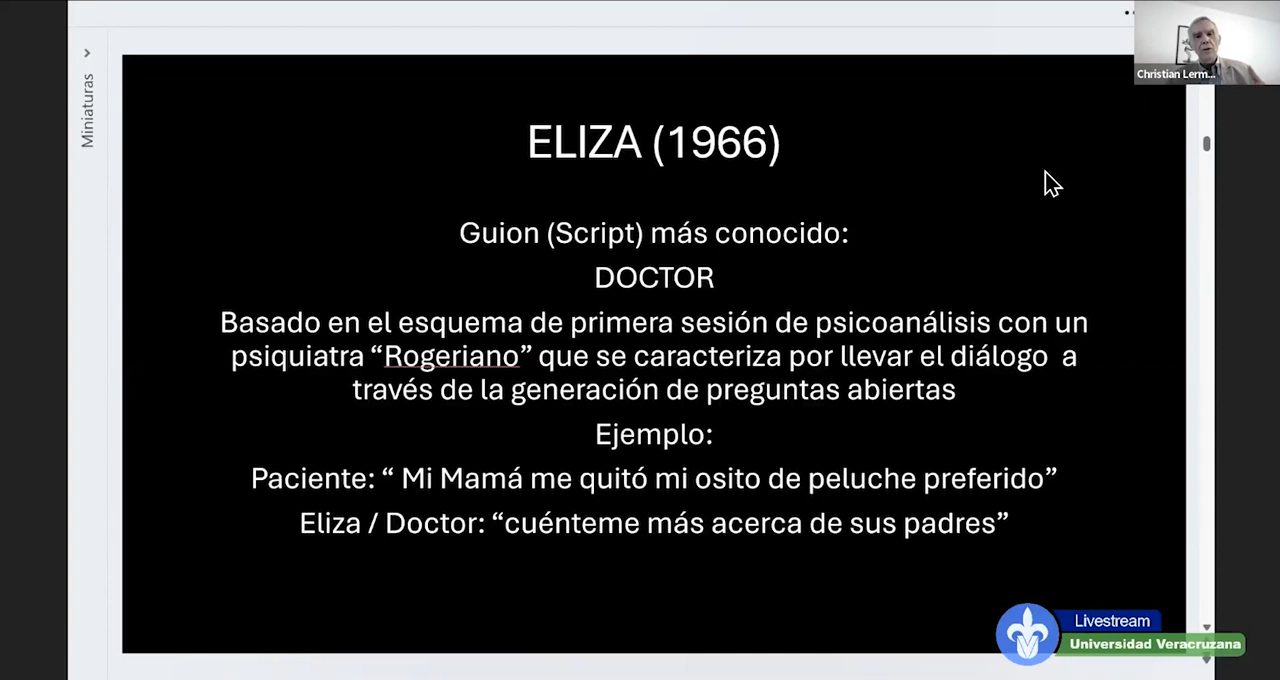 Miniaturas
Christian Lerm...
ELIZA (1966)
Guion (Script) más conocido:
DOCTOR
Basado en el esquema de primera sesión de psicoanálisis con un
psiquiatra “Rogeriano” que se caracteriza por llevar el diálogo a
través de la generación de preguntas abiertas
Ejemplo:
Paciente: “ Mi Mamá me quitó mi osito de peluche preferido”
Eliza / Doctor: “cuénteme más acerca de sus padres”
Livestream
Universidad Veracruzana